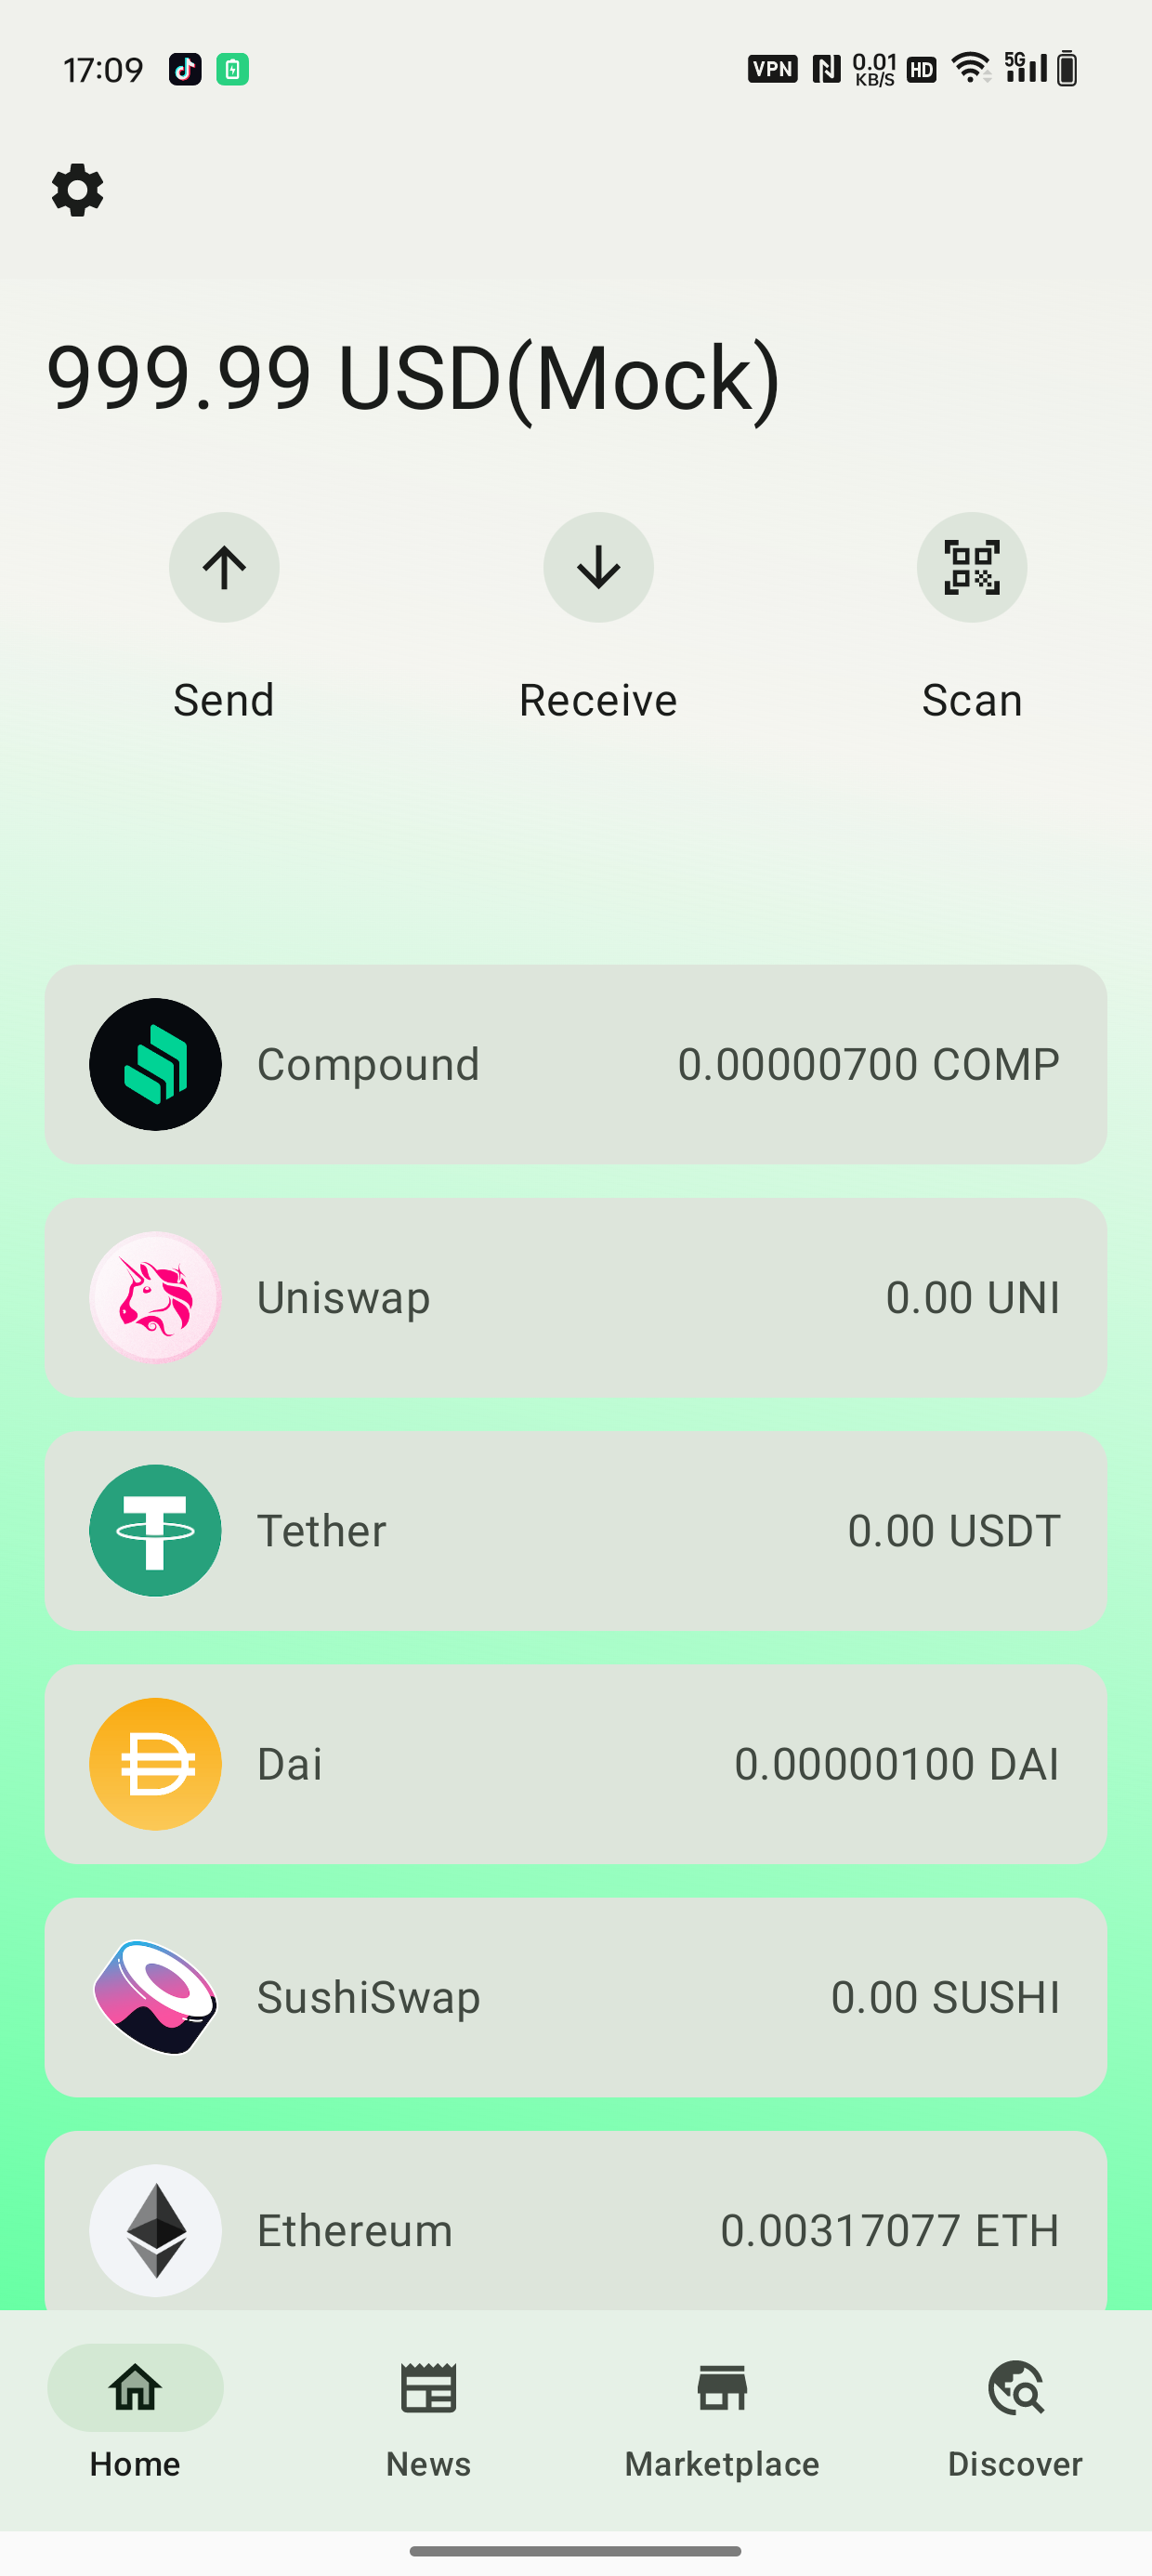 17:09 VPN 0.01 KB/S HD 5G
999.99 USD(Mock)
Send Receive Scan
Compound 0.00000700 COMP
Uniswap 0.00 UNI
Tether 0.00 USDT
Dai 0.00000100 DAI
SushiSwap 0.00 SUSHI
Ethereum 0.00317077 ETH
Home News Marketplace Discover